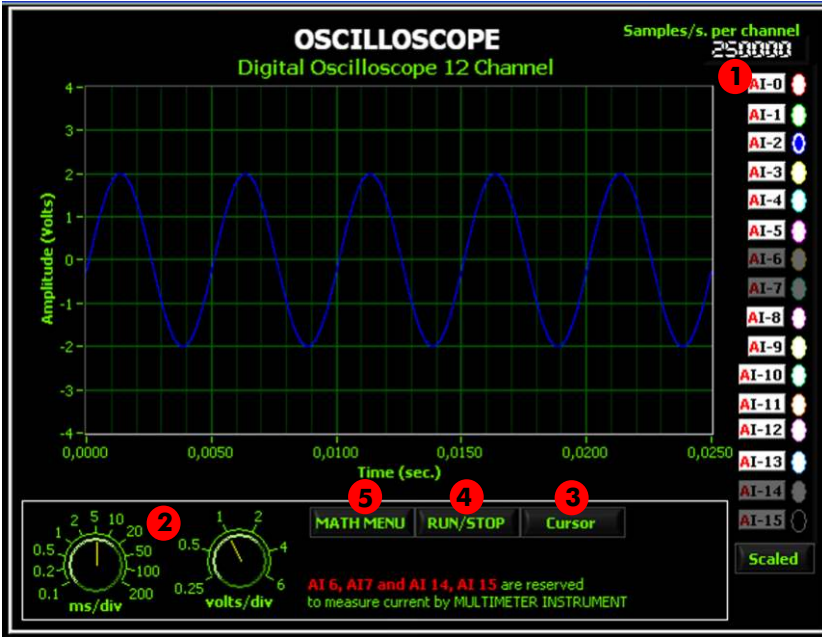 OSCILLOSCOPE
Digital Oscilloscope 12 Channel
Samples/s. per channel
250000
1
AI-0
AI-1
AI-2
AI-3
AI-4
AI-5
AI-6
AI-7
AI-8
AI-9
AI-10
AI-11
AI-12
AI-13
AI-14
AI-15
Scaled
Amplitude (Volts)
4
3
2
1
0
-1
-2
-3
-4
0,0000 0,0050 0,0100 0,0150 0,0200 0,0250
Time (sec.)
2
0.1 0.2 0.5 1 2 5 10 20 50 100 200
ms/div
0.25 0.5 1 2 4 6
volts/div
5 4 3
MATH MENU RUN/STOP Cursor
AI 6, AI7 and AI 14, AI 15 are reserved
to measure current by MULTIMETER INSTRUMENT